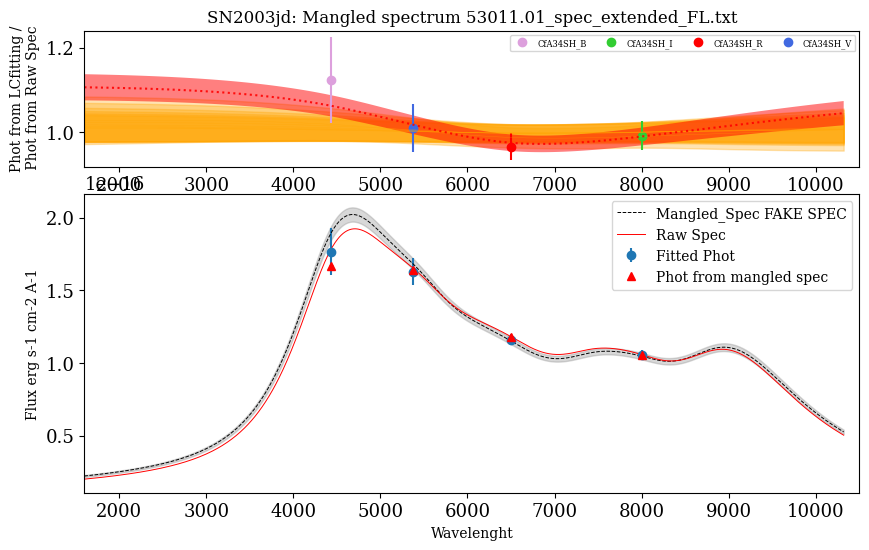 SN2003jd: Mangled spectrum 53011.01_spec_extended_FL.txt
Phot from LCfitting /
Phot from Raw Spec
1.2
1.0
CfA34SH_B
CfA34SH_I
CfA34SH_R
CfA34SH_V
2000 3000 4000 5000 6000 7000 8000 9000 10000
1e−16
Flux erg s-1 cm-2 A-1
2.0
1.5
1.0
0.5
Mangled_Spec FAKE SPEC
Raw Spec
Fitted Phot
Phot from mangled spec
2000 3000 4000 5000 6000 7000 8000 9000 10000
Wavelenght